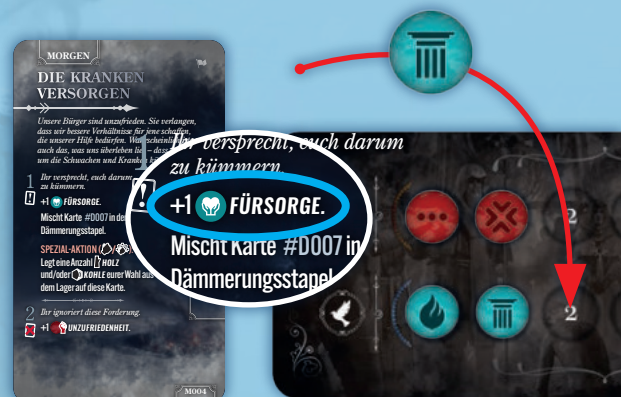 MORGEN
DIE KRANKEN
VERSORGEN
Unsere Bürger sind unzufrieden. Sie verlangen,
dass wir bessere Verhältnisse für jene schaffen,
die unserer Hilfe bedürfen.
auch das, was uns überleben
um die Schwachen und Kranken
1 Ihr versprecht, euch darum
zu kümmern.
+1 FÜRSORGE.
Mischt Karte #D007 in den
Dämmerungsstapel.
SPEZIAL-AKTION ( / ):
Legt eine Anzahl HOLZ
und/oder KOHLE eurer Wahl aus
dem Lager auf diese Karte.
2 Ihr ignoriert diese Forderung.
+1 UNZUFRIEDENHEIT.
M004
Ihr versprecht, euch darum
zu kümmern.
+1 FÜRSORGE.
Mischt Karte #D007 in
Dämmerungsstapel
2
2